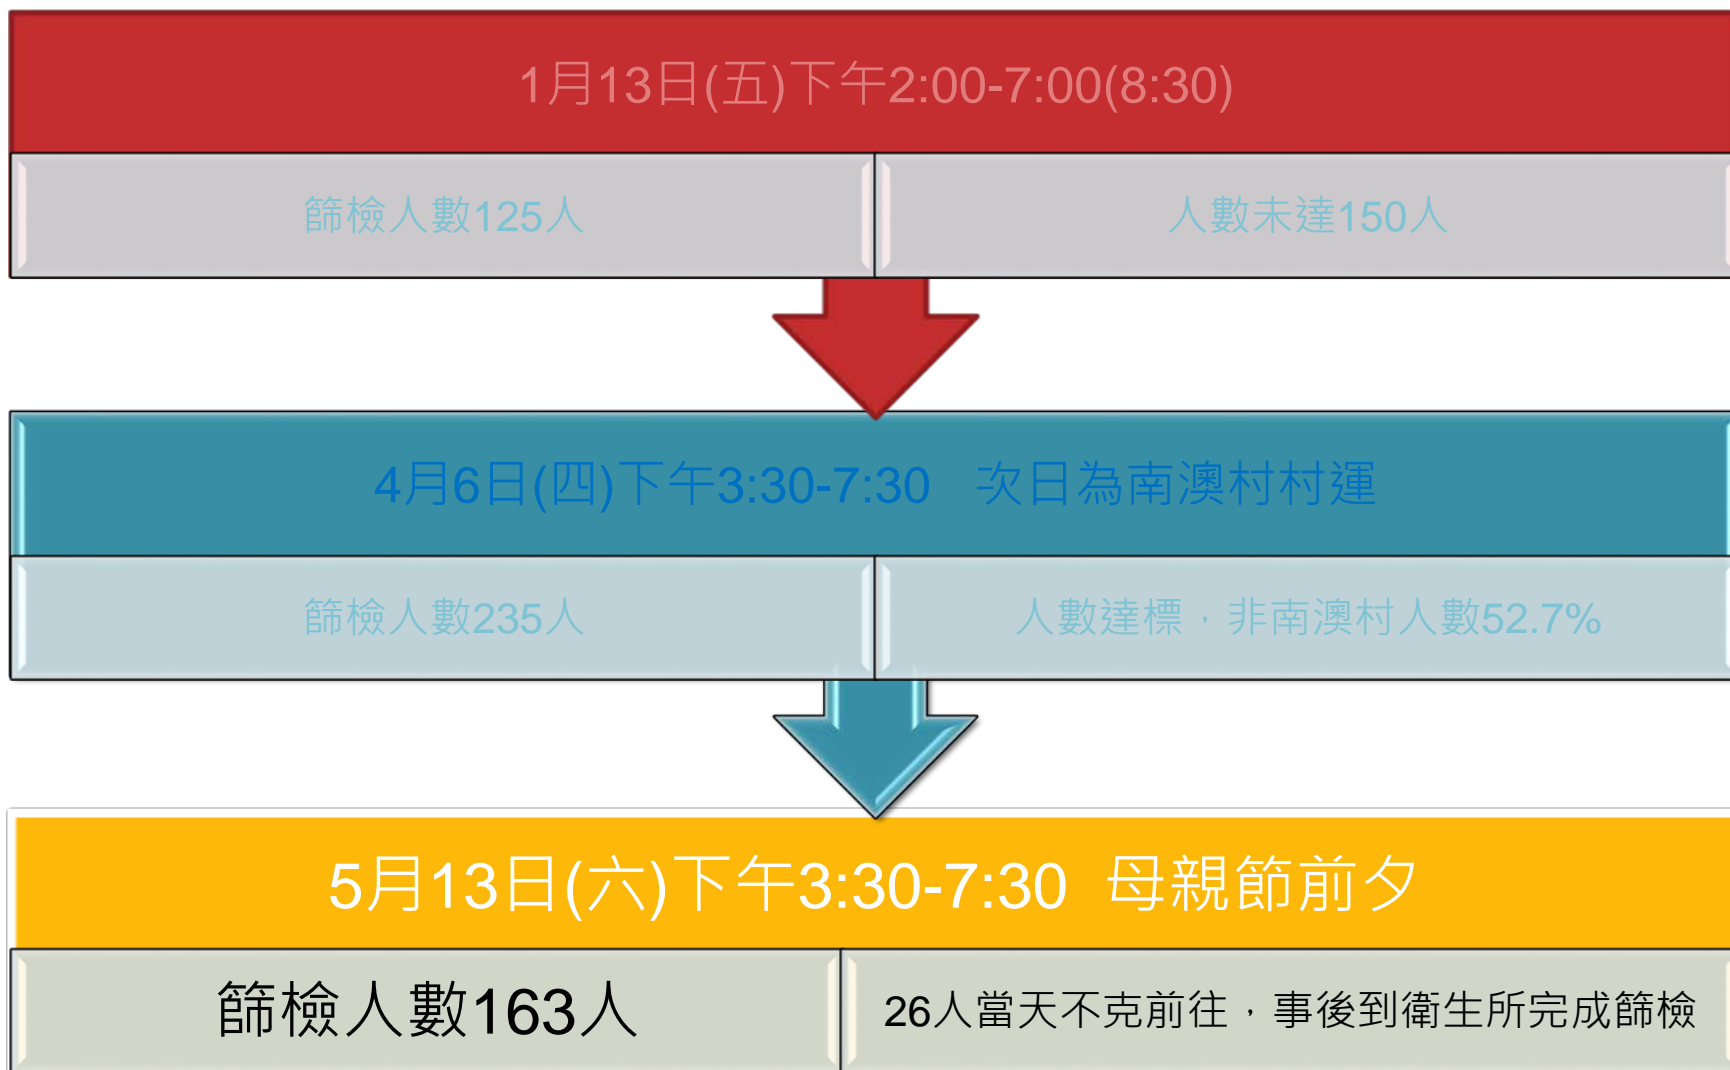 1月13日(五)下午2:00-7:00(8:30)
篩檢人數125人
人數未達150人
4月6日(四)下午3:30-7:30 次日為南澳村村運
篩檢人數235人
人數達標，非南澳村人數52.7%
5月13日(六)下午3:30-7:30 母親節前夕
篩檢人數163人
26人當天不克前往，事後到衛生所完成篩檢